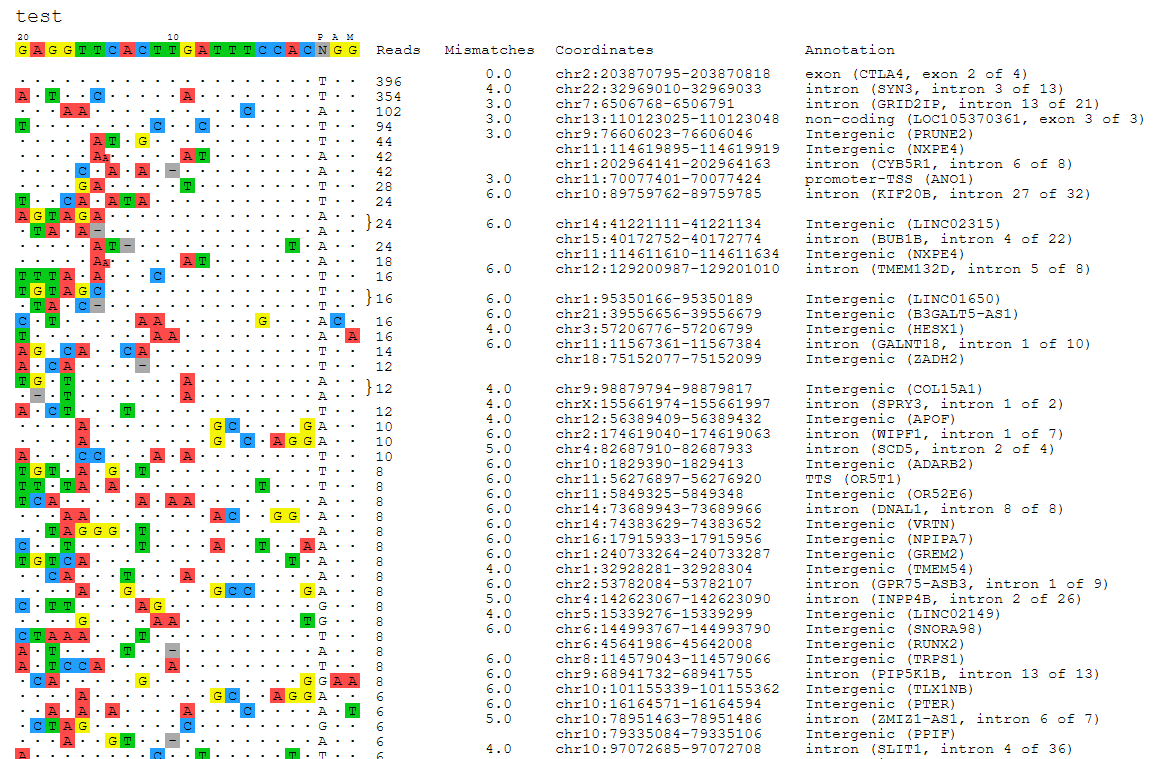 test
20 10 P A M
G A G G T T C A C T T G A T T T C C A C N G G Reads Mismatches Coordinates Annotation
· · · · · · · · · · · · · · · · · · · · T · · 396 0.0 chr2:203870795-203870818 exon (CTLA4, exon 2 of 4)
A · T · · C · · · · · A · · · · · · · · T · · 354 4.0 chr22:32969010-32969033 intron (SYN3, intron 3 of 13)
· · · A A · · · · · · · · · · C · · · · A · · 102 3.0 chr7:6506768-6506791 intron (GRID2IP, intron 13 of 21)
T · · · · · · · · C · · C · · · · · · · T · · 94 3.0 chr13:110123025-110123048 non-coding (LOC105370361, exon 3 of 3)
· · · · · A T · G · · · · · · · · · · · T · · 44 3.0 chr9:76606023-76606046 Intergenic (PRUNE2)
· · · · · A A · · · · A T · · · · · · · A · · 42 chr11:114619895-114619919 Intergenic (NXPE4)
· · · · C · A · A · - · · · · · · · · · A · · 42 chr1:202964141-202964163 intron (CYB5R1, intron 6 of 8)
· · · · G A · · · · · T · · · · · · · · T · · 28 3.0 chr11:70077401-70077424 promoter-TSS (ANO1)
T · · C A · A T A · · · · · · · · · · · T · · 24 6.0 chr10:89759762-89759785 intron (KIF20B, intron 27 of 32)
A G T A G A · · · · · · · · · · · · · · A · ·
· T A · A - · · · · · · · · · · · · · · A · · } 24 6.0 chr14:41221111-41221134 Intergenic (LINC02315)
· · · · · A T - · · · · · · · · · · T · A · · 24 chr15:40172752-40172774 intron (BUB1B, intron 4 of 22)
· · · · · A A · · · · A T · · · · · · · A · · 18 chr11:114611610-114611634 Intergenic (NXPE4)
T T T A · A · · · C · · · · · · · · · · T · · 16 6.0 chr12:129200987-129201010 intron (TMEM132D, intron 5 of 8)
T G T A G C · · · · · · · · · · · · · · T · ·
· T A · C - · · · · · · · · · · · · · · T · · } 16 6.0 chr1:95350166-95350189 Intergenic (LINC01650)
C · T · · · · · A A · · · · · · G · · · A C · 16 6.0 chr21:39556656-39556679 Intergenic (B3GALT5-AS1)
T · · · · · · · · A A · · · · · · · · · A · A 16 4.0 chr3:57206776-57206799 Intergenic (HESX1)
A G · C A · · C A · · · · · · · · · · · T · · 14 6.0 chr11:11567361-11567384 intron (GALNT18, intron 1 of 10)
A · C A · · · · - · · · · · · · · · · · T · · 12 chr18:75152077-75152099 Intergenic (ZADH2)
T G · T · · · · · · · A · · · · · · · · A · ·
· - · T · · · · · · · A · · · · · · · · A · · } 12 4.0 chr9:98879794-98879817 Intergenic (COL15A1)
A · C T · · · T · · · · · · · · · · · · T · · 12 4.0 chrX:155661974-155661997 intron (SPRY3, intron 1 of 2)
· · · · A · · · · · · · · G C · · · · G A · · 10 4.0 chr12:56389409-56389432 Intergenic (APOF)
· · · · A · · · · · · · · G · C · A G G A · · 10 6.0 chr2:174619040-174619063 intron (WIPF1, intron 1 of 7)
A · · · C C · · · A · A · · · · · · · · T · · 10 5.0 chr4:82687910-82687933 intron (SCD5, intron 2 of 4)
T G T · A · G · T · · · · · · · · · · · T · · 8 6.0 chr10:1829390-1829413 Intergenic (ADARB2)
T T · T A · A · · · · · · · · · T · · · T · · 8 6.0 chr11:56276897-56276920 TTS (OR5T1)
T C A · · · · · A · A A · · · · · · · · A · · 8 6.0 chr11:5849325-5849348 Intergenic (OR52E6)
· · · A A · · · · · · · · A C · · G G · A · · 8 6.0 chr14:73689943-73689966 intron (DNAL1, intron 8 of 8)
· · T A G G G · T · · · · · · · · · · · A · · 8 6.0 chr14:74383629-74383652 Intergenic (VRTN)
C · · T · · · · T · · · · A · · T · · A A · · 8 6.0 chr16:17915933-17915956 Intergenic (NPIPA7)
T G T C A · · · · · · · · · · · · · T · A · · 8 6.0 chr1:240733264-240733287 Intergenic (GREM2)
· · C A · · · T · · · A · · · · · · · · A · · 8 4.0 chr1:32928281-32928304 Intergenic (TMEM54)
· · · · A · · G · · · · · G C C · · · G A · · 8 6.0 chr2:53782084-53782107 intron (GPR75-ASB3, intron 1 of 9)
C · T T · · · · A G · · · · · · · · · · T · · 8 5.0 chr4:142623067-142623090 intron (INPP4B, intron 2 of 26)
· · · · G · · · · A A · · · · · · · · T G · · 8 4.0 chr5:15339276-15339299 Intergenic (LINC02149)
C T A A A · · · T · · · · · · · · · · · T · · 8 6.0 chr6:144993767-144993790 Intergenic (SNORA98)
A · T · · · · T · · - · · · · · · · · · T · · 8 chr6:45641986-45642008 Intergenic (RUNX2)
A · T C C A · · · · A · · · · · · · · · T · · 8 6.0 chr8:114579043-114579066 Intergenic (TRPS1)
· C A · · · · · G · · · · · · · · · · G G A A 8 6.0 chr9:68941732-68941755 intron (PIP5K1B, intron 13 of 13)
· · · · A · · · · · · · · G C · · A G G A · · 6 6.0 chr10:101155339-101155362 Intergenic (TLX1NB)
· · A · A · A · · · · A · · · C · · · · A · T 6 6.0 chr10:16164571-16164594 Intergenic (PTER)
· C T A G · · · · · · C · · · · · · · · G · · 6 5.0 chr10:78951463-78951486 intron (ZMIZ1-AS1, intron 6 of 7)
· · · A · · G T · · - · · · · · · · · · A · · 6 chr10:79335084-79335106 Intergenic (PPIF)
A · · · · · · · · C · · T · · · · · T · T · · 6 4.0 chr10:97072685-97072708 intron (SLIT1, intron 4 of 36)